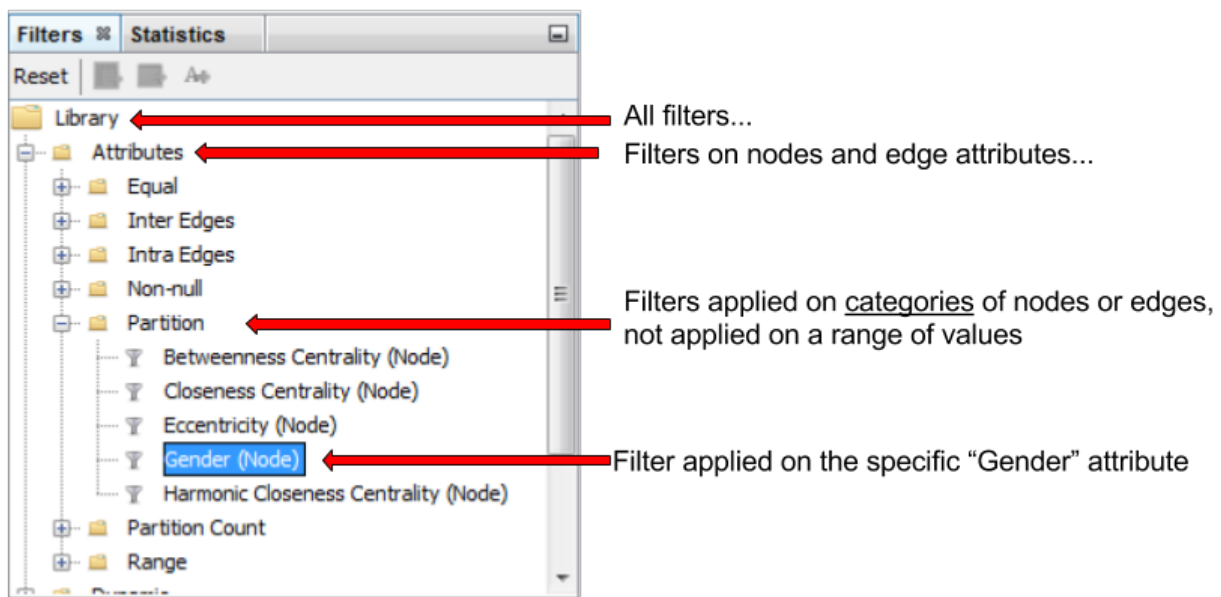 Filters Statistics
Reset
Library
All filters...
Attributes
Filters on nodes and edge attributes...
Equal
Inter Edges
Intra Edges
Non-null
Partition
Filters applied on categories of nodes or edges,
not applied on a range of values
Betweenness Centrality (Node)
Closeness Centrality (Node)
Eccentricity (Node)
Gender (Node)
Filter applied on the specific “Gender” attribute
Harmonic Closeness Centrality (Node)
Partition Count
Range